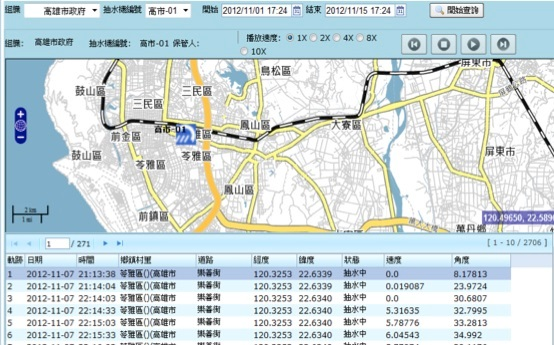 組織: 高雄市政府 抽水機編號 高市-01 開始 2012/11/01 17:24 結束 2012/11/15 17:24 開始查詢
組織: 高雄市政府 抽水機編號: 高市-01 保管人: 播放速度: 1X 2X 4X 8X
10X
鳥松區
屏東市
鼓山區 三民區 三民區
高市-01 大寮區
前金區 雅區 鳳山區
鼓山區 苓雅區 苓雅區 屏東市
鳳山區
前鎮區
萬丹鄉
2 km
1 mi
120.49650, 22.5890
1 / 271 [ 1 - 10 / 2706 ]
軌跡 日期 時間 鄉鎮村里 道路 經度 緯度 狀態 速度 角度
1 2012-11-07 21:13:38 苓雅區()(高雄市 樂善街 120.3253 22.6339 抽水中 0.0 8.17813
2 2012-11-07 21:14:04 苓雅區()(高雄市 樂善街 120.3253 22.6339 抽水中 0.019087 23.9724
3 2012-11-07 22:14:03 苓雅區()(高雄市 樂善街 120.3253 22.6340 抽水中 0.0 30.6807
4 2012-11-07 22:14:33 苓雅區()(高雄市 樂善街 120.3253 22.6340 抽水中 5.31635 32.7995
5 2012-11-07 22:15:03 苓雅區()(高雄市 樂善街 120.3253 22.6340 抽水中 5.78776 33.2813
6 2012-11-07 22:15:33 苓雅區()(高雄市 樂善街 120.3253 22.6340 抽水中 6.04543 34.992